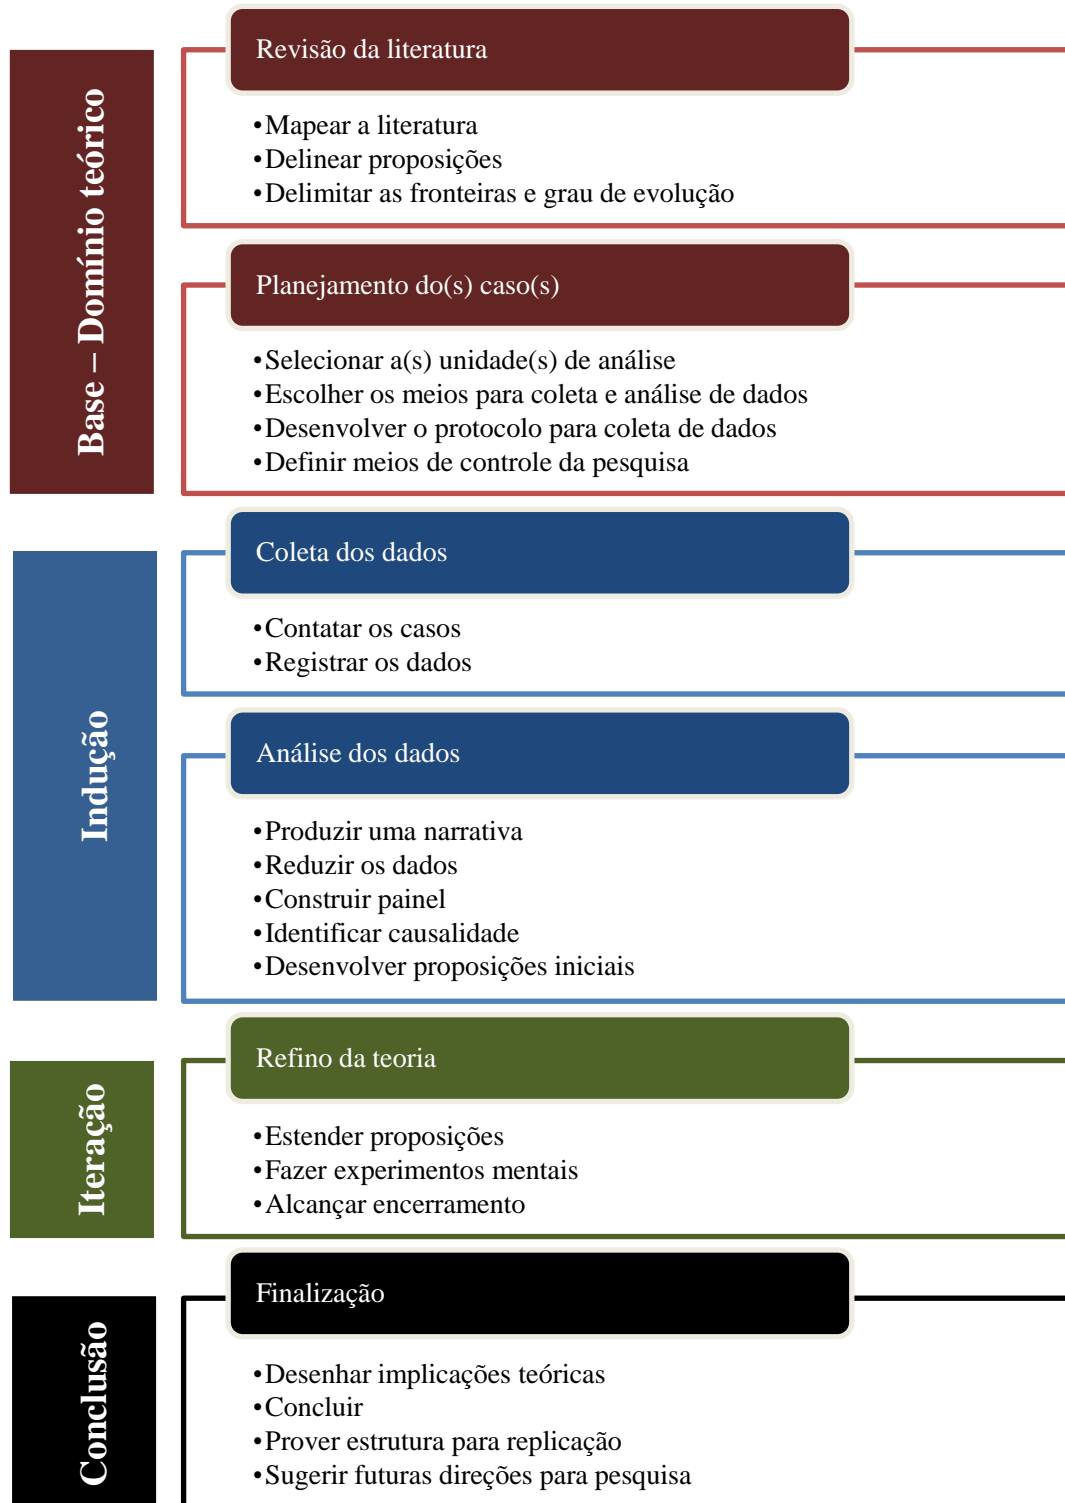 Base – Domínio teórico
Revisão da literatura
•Mapear a literatura
•Delinear proposições
•Delimitar as fronteiras e grau de evolução
Planejamento do(s) caso(s)
•Selecionar a(s) unidade(s) de análise
•Escolher os meios para coleta e análise de dados
•Desenvolver o protocolo para coleta de dados
•Definir meios de controle da pesquisa
Indução
Coleta dos dados
•Contatar os casos
•Registrar os dados
Análise dos dados
•Produzir uma narrativa
•Reduzir os dados
•Construir painel
•Identificar causalidade
•Desenvolver proposições iniciais
Iteração
Refino da teoria
•Estender proposições
•Fazer experimentos mentais
•Alcançar encerramento
Conclusão
Finalização
•Desenhar implicações teóricas
•Concluir
•Prover estrutura para replicação
•Sugerir futuras direções para pesquisa